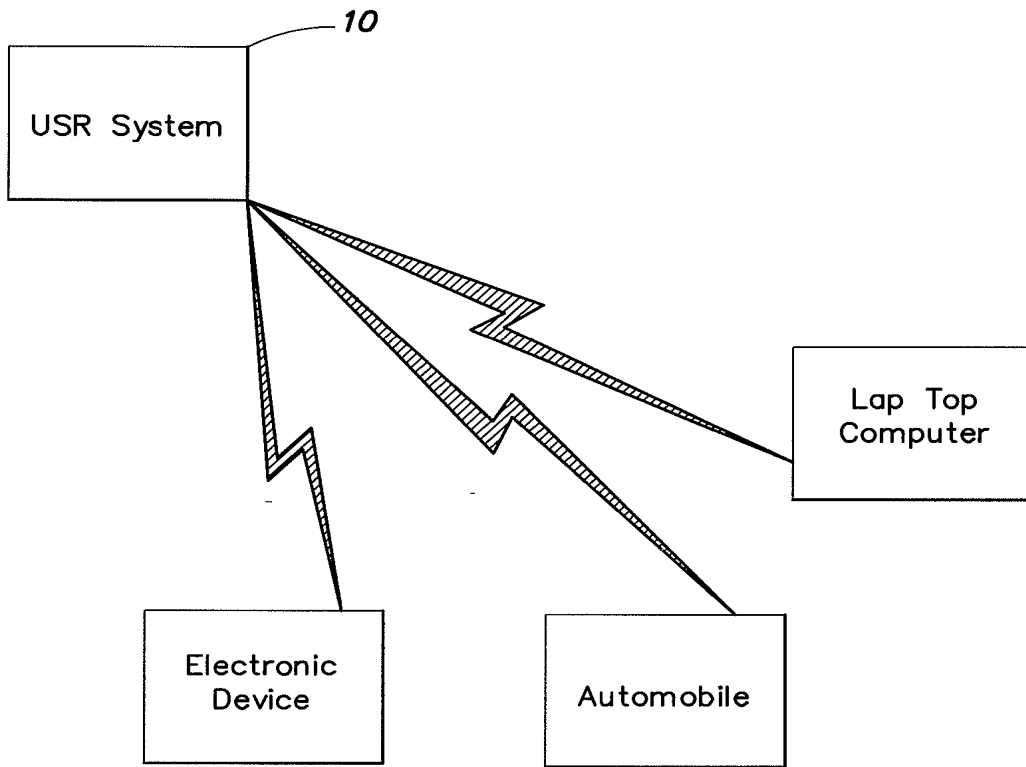 10
USR System
Lap Top
Computer
Electronic
Device
Automobile